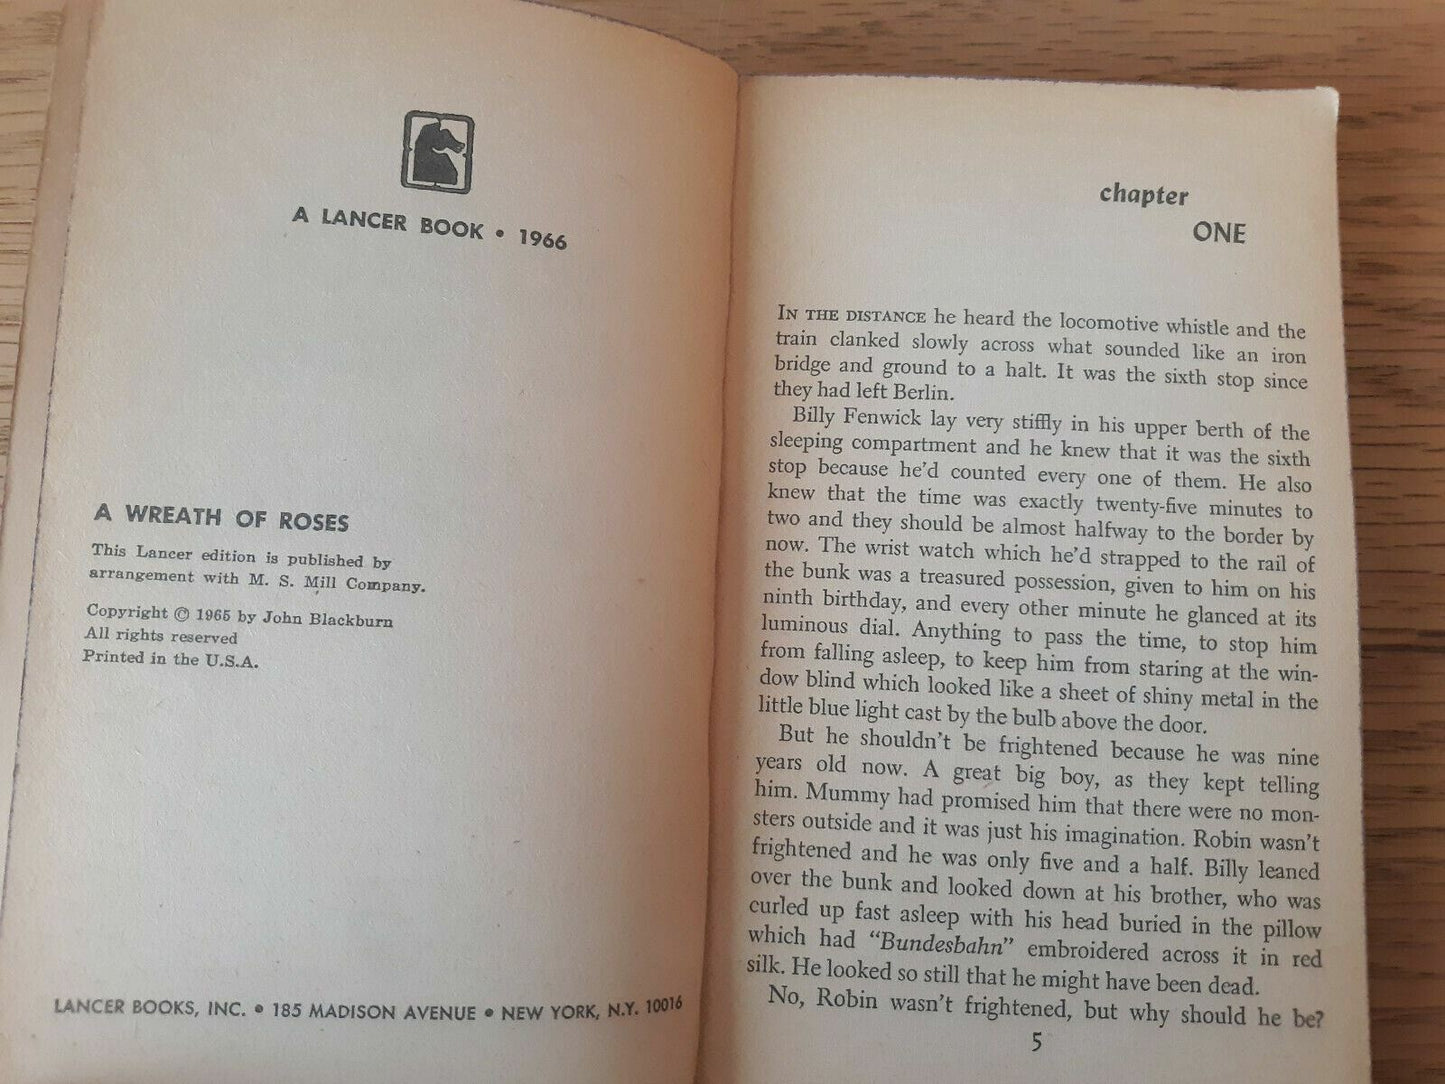 A LANCER BOOK • 1966
A WREATH OF ROSES
This Lancer edition is published by
arrangement with M. S. Mill Company.
Copyright © 1965 by John Blackburn
All rights reserved
Printed in the U.S.A.
LANCER BOOKS, INC. • 185 MADISON AVENUE • NEW YORK, N.Y. 10016
chapter
ONE
IN THE DISTANCE he heard the locomotive whistle and the
train clanked slowly across what sounded like an iron
bridge and ground to a halt. It was the sixth stop since
they had left Berlin.
Billy Fenwick lay very stiffly in his upper berth of the
sleeping compartment and he knew that it was the sixth
stop because he'd counted every one of them. He also
knew that the time was exactly twenty-five minutes to
two and they should be almost halfway to the border by
now. The wrist watch which he'd strapped to the rail of
the bunk was a treasured possession, given to him on his
ninth birthday, and every other minute he glanced at its
luminous dial. Anything to pass the time, to stop him
from falling asleep, to keep him from staring at the win-
dow blind which looked like a sheet of shiny metal in the
little blue light cast by the bulb above the door.
But he shouldn't be frightened because he was nine
years old now. A great big boy, as they kept telling
him. Mummy had promised him that there were no mon-
sters outside and it was just his imagination. Robin wasn't
frightened and he was only five and a half. Billy leaned
over the bunk and looked down at his brother, who was
curled up fast asleep with his head buried in the pillow
which had "Bundesbahn" embroidered across it in red
silk. He looked so still that he might have been dead.
No, Robin wasn't frightened, but why should he be?
5